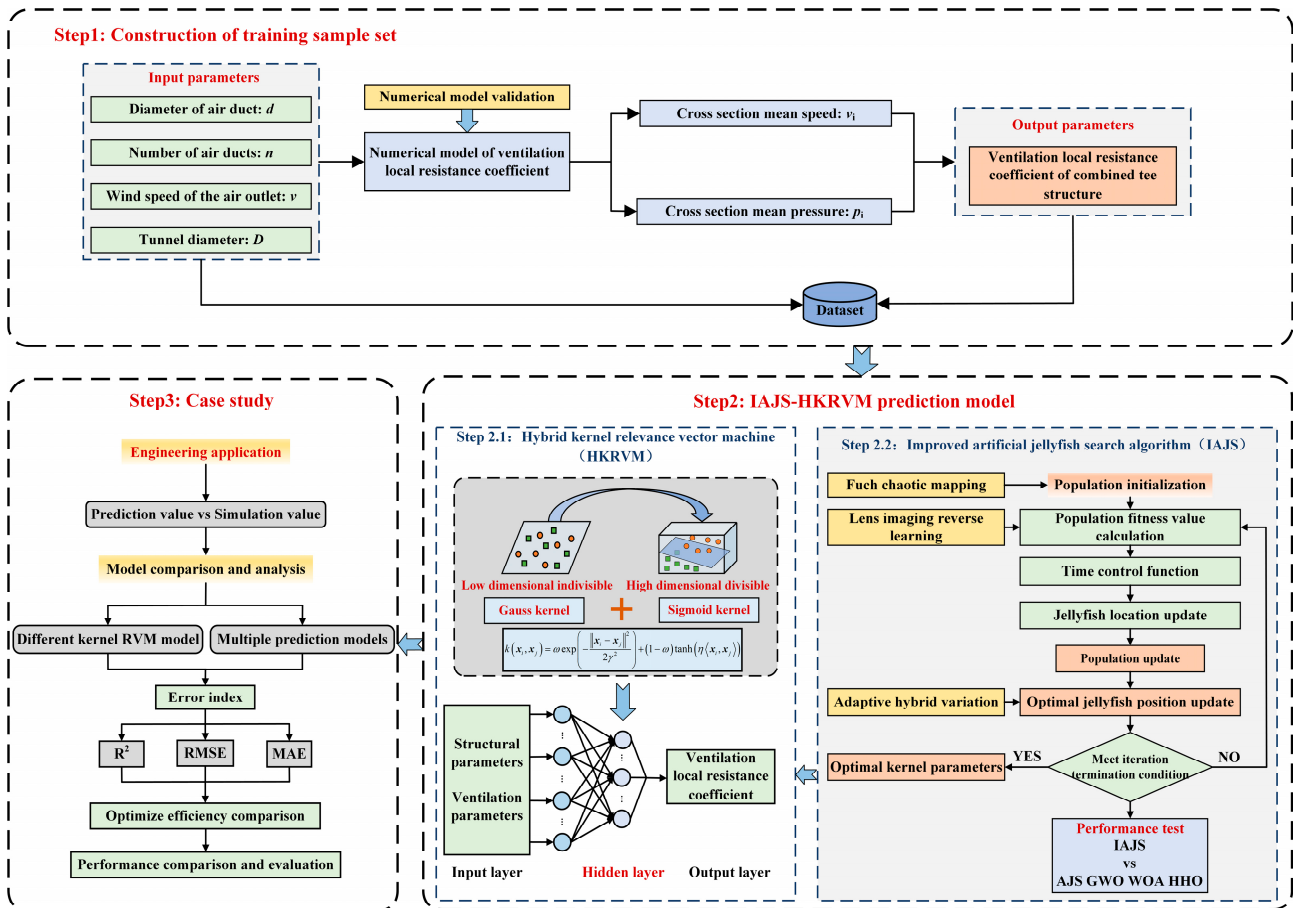 Step1: Construction of training sample set
Input parameters
Diameter of air duct: d
Number of air ducts: n
Wind speed of the air outlet: v
Tunnel diameter: D
Numerical model validation
Numerical model of ventilation
local resistance coefficient
Cross section mean speed: vi
Cross section mean pressure: pi
Output parameters
Ventilation local resistance
coefficient of combined tee
structure
Dataset
Step3: Case study
Engineering application
Prediction value vs Simulation value
Model comparison and analysis
Different kernel RVM model
Multiple prediction models
Error index
R²
RMSE
MAE
Optimize efficiency comparison
Performance comparison and evaluation
Step2: IAJS-HKRVM prediction model
Step 2.1：Hybrid kernel relevance vector machine
（HKRVM）
Low dimensional indivisible
High dimensional divisible
Gauss kernel
+
Sigmoid kernel
k(xi,xj)=ω exp(-‖xi-xj‖²/2γ²)+(1-ω)tanh(η⟨xi,xj⟩)
Structural
parameters
Ventilation
parameters
Ventilation
local resistance
coefficient
Input layer
Hidden layer
Output layer
Step 2.2：Improved artificial jellyfish search algorithm（IAJS）
Fuch chaotic mapping
Population initialization
Lens imaging reverse
learning
Population fitness value
calculation
Time control function
Jellyfish location update
Population update
Adaptive hybrid variation
Optimal jellyfish position update
Optimal kernel parameters
YES
Meet iteration
termination condition
NO
Performance test
IAJS
vs
AJS GWO WOA HHO